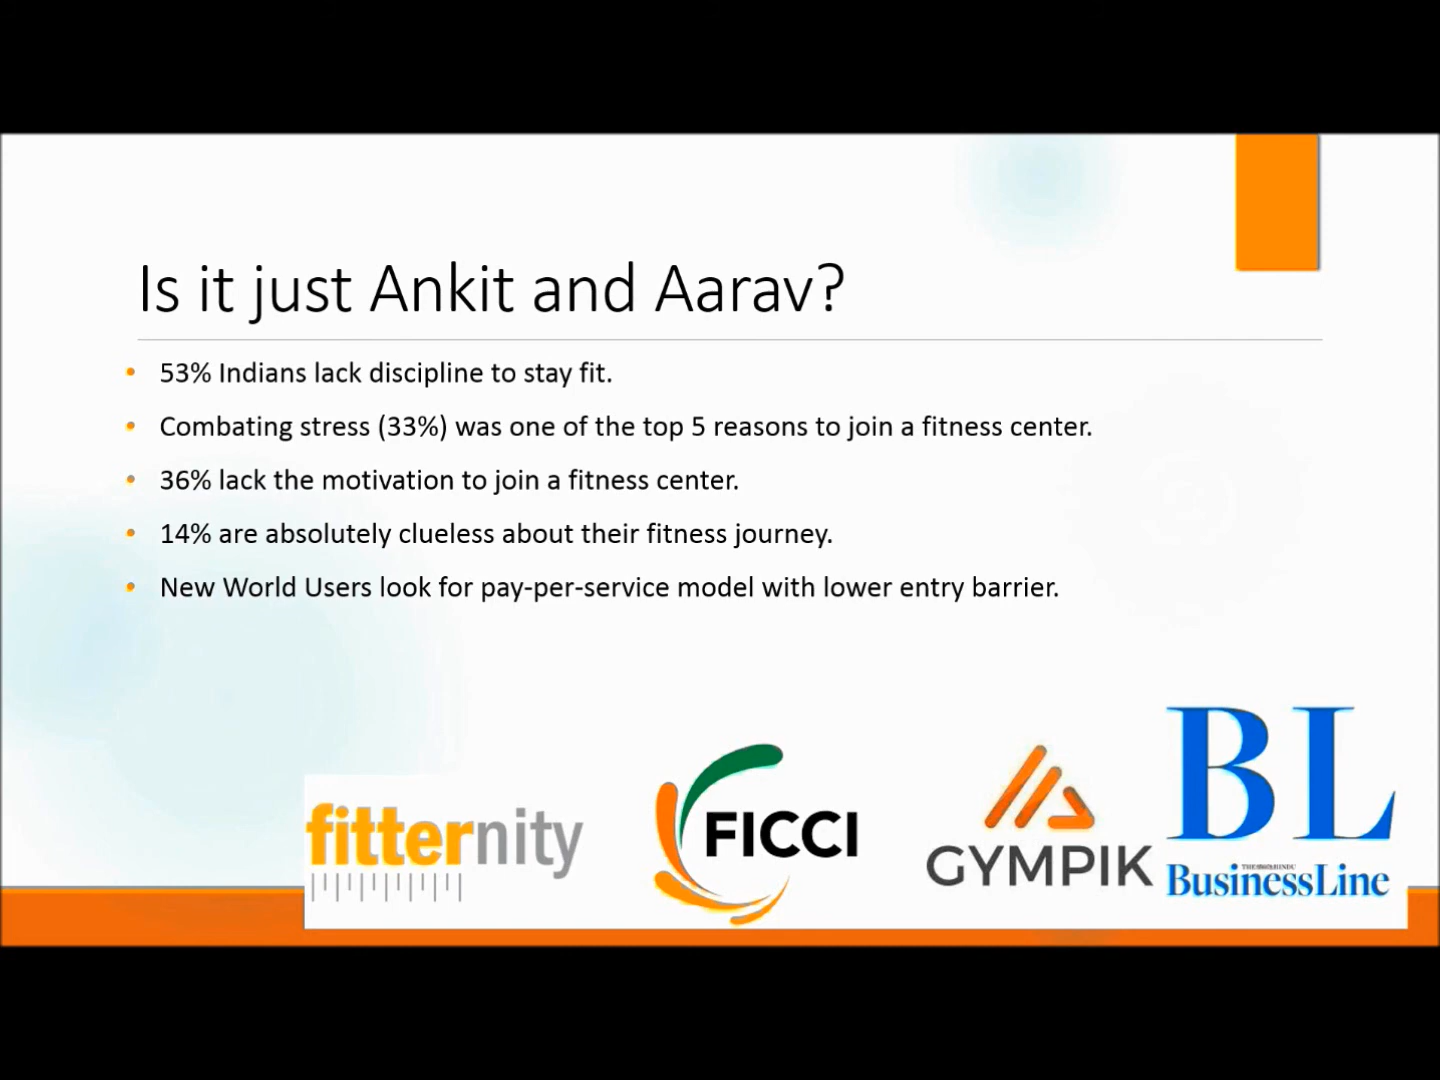 Is it just Ankit and Aarav?
• 53% Indians lack discipline to stay fit.
• Combating stress (33%) was one of the top 5 reasons to join a fitness center.
• 36% lack the motivation to join a fitness center.
• 14% are absolutely clueless about their fitness journey.
• New World Users look for pay-per-service model with lower entry barrier.
fitternity
FICCI
GYMPIK
BL
THE HINDU
BusinessLine